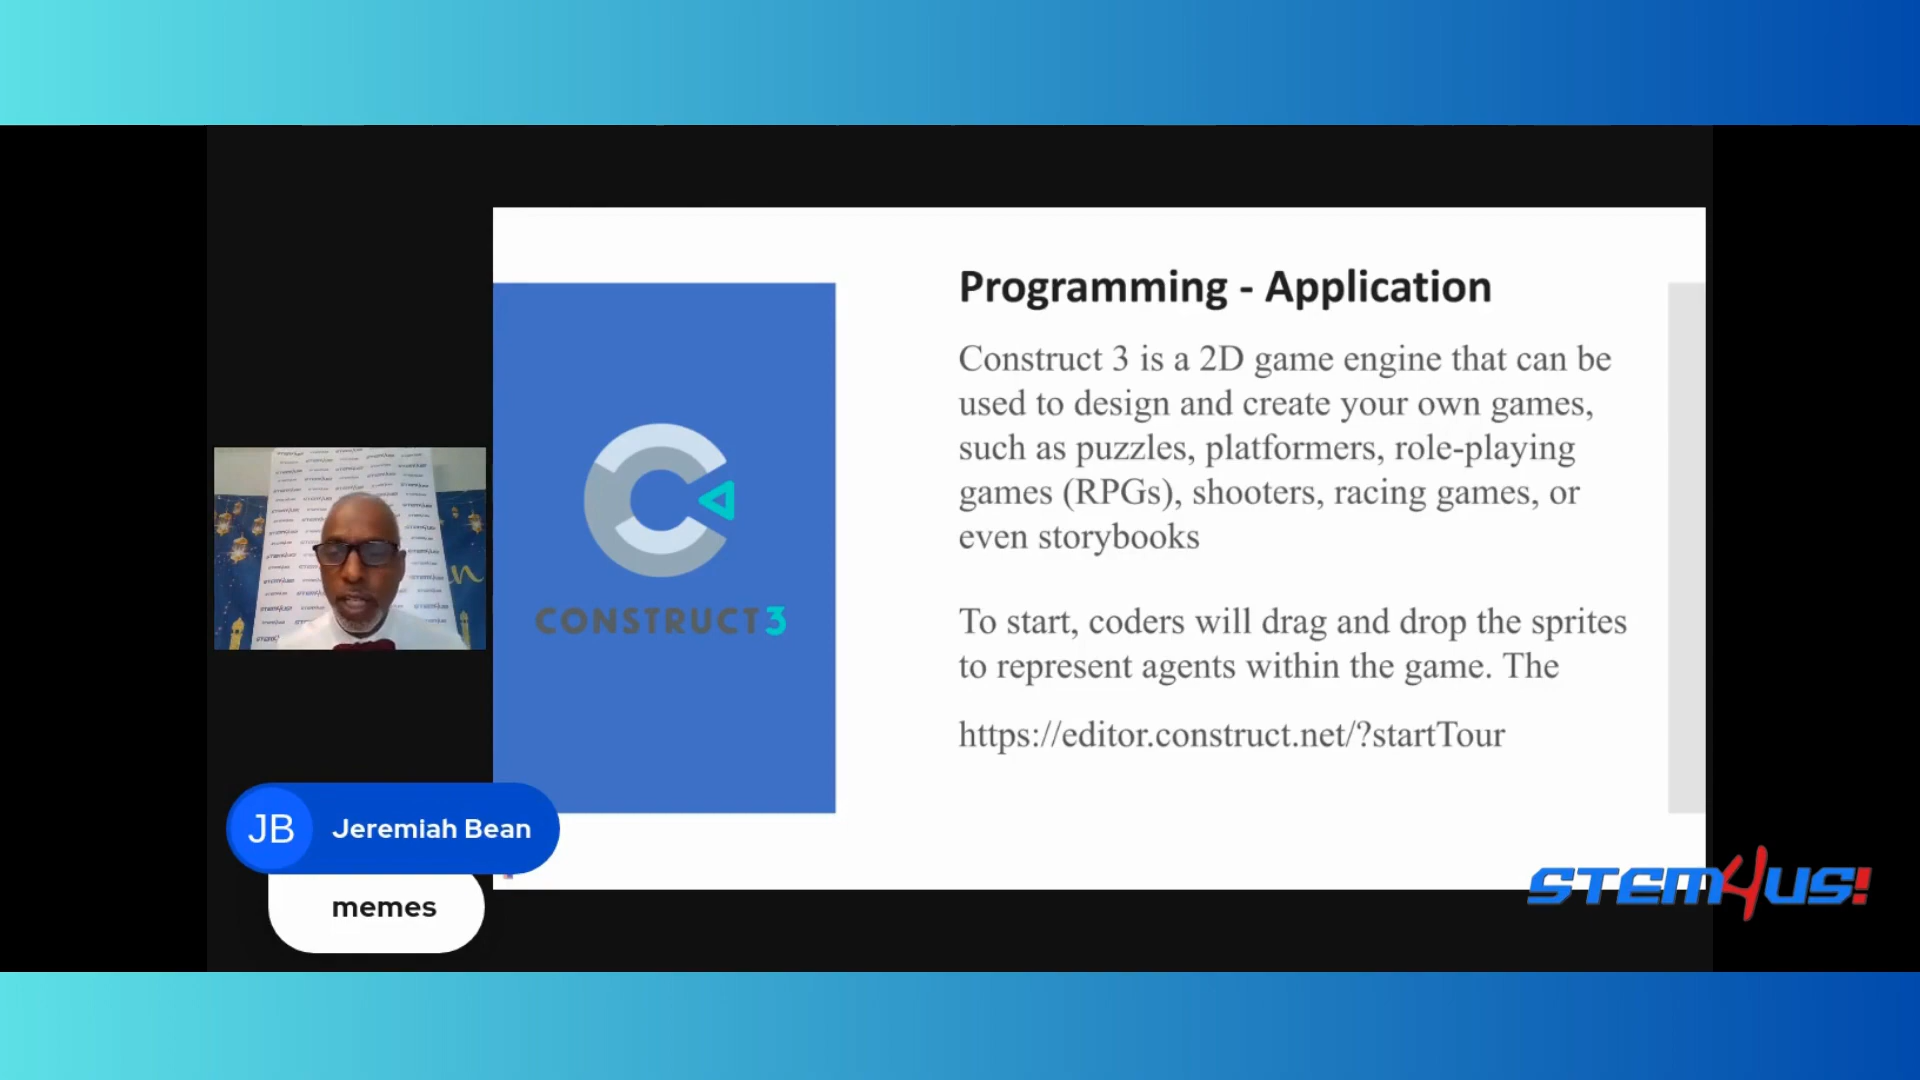 Programming - Application
Construct 3 is a 2D game engine that can be
used to design and create your own games,
such as puzzles, platformers, role-playing
games (RPGs), shooters, racing games, or
even storybooks
To start, coders will drag and drop the sprites
to represent agents within the game. The
https://editor.construct.net/?startTour
CONSTRUCT 3
JB Jeremiah Bean
memes
STEM4US!